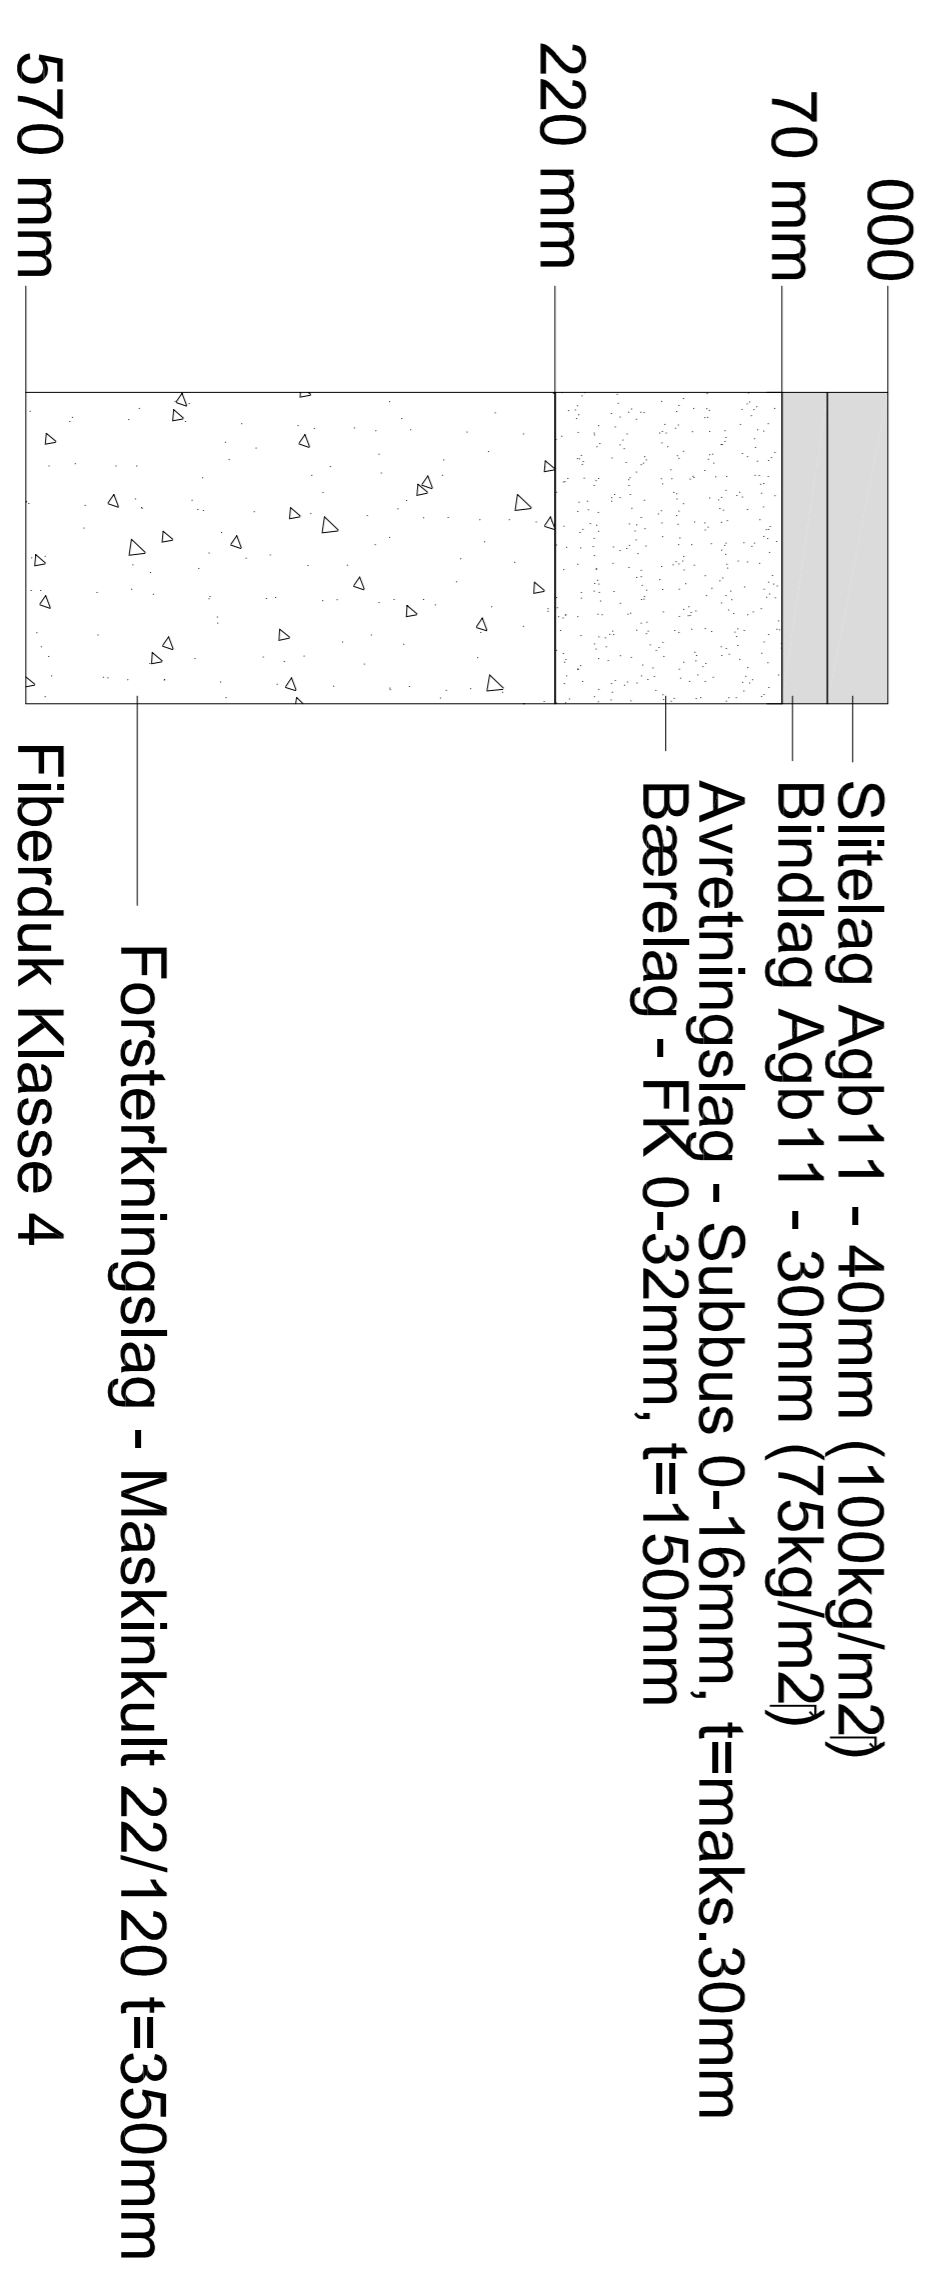 000
70 mm
220 mm
570 mm
Slitelag Agb11 - 40mm (100kg/m2)
Bindlag Agb11 - 30mm (75kg/m2)
Avretningslag - Subbus 0-16mm, t=maks.30mm
Bærelag - FK 0-32mm, t=150mm
Forsterkningslag - Maskinkult 22/120 t=350mm
Fiberduk Klasse 4